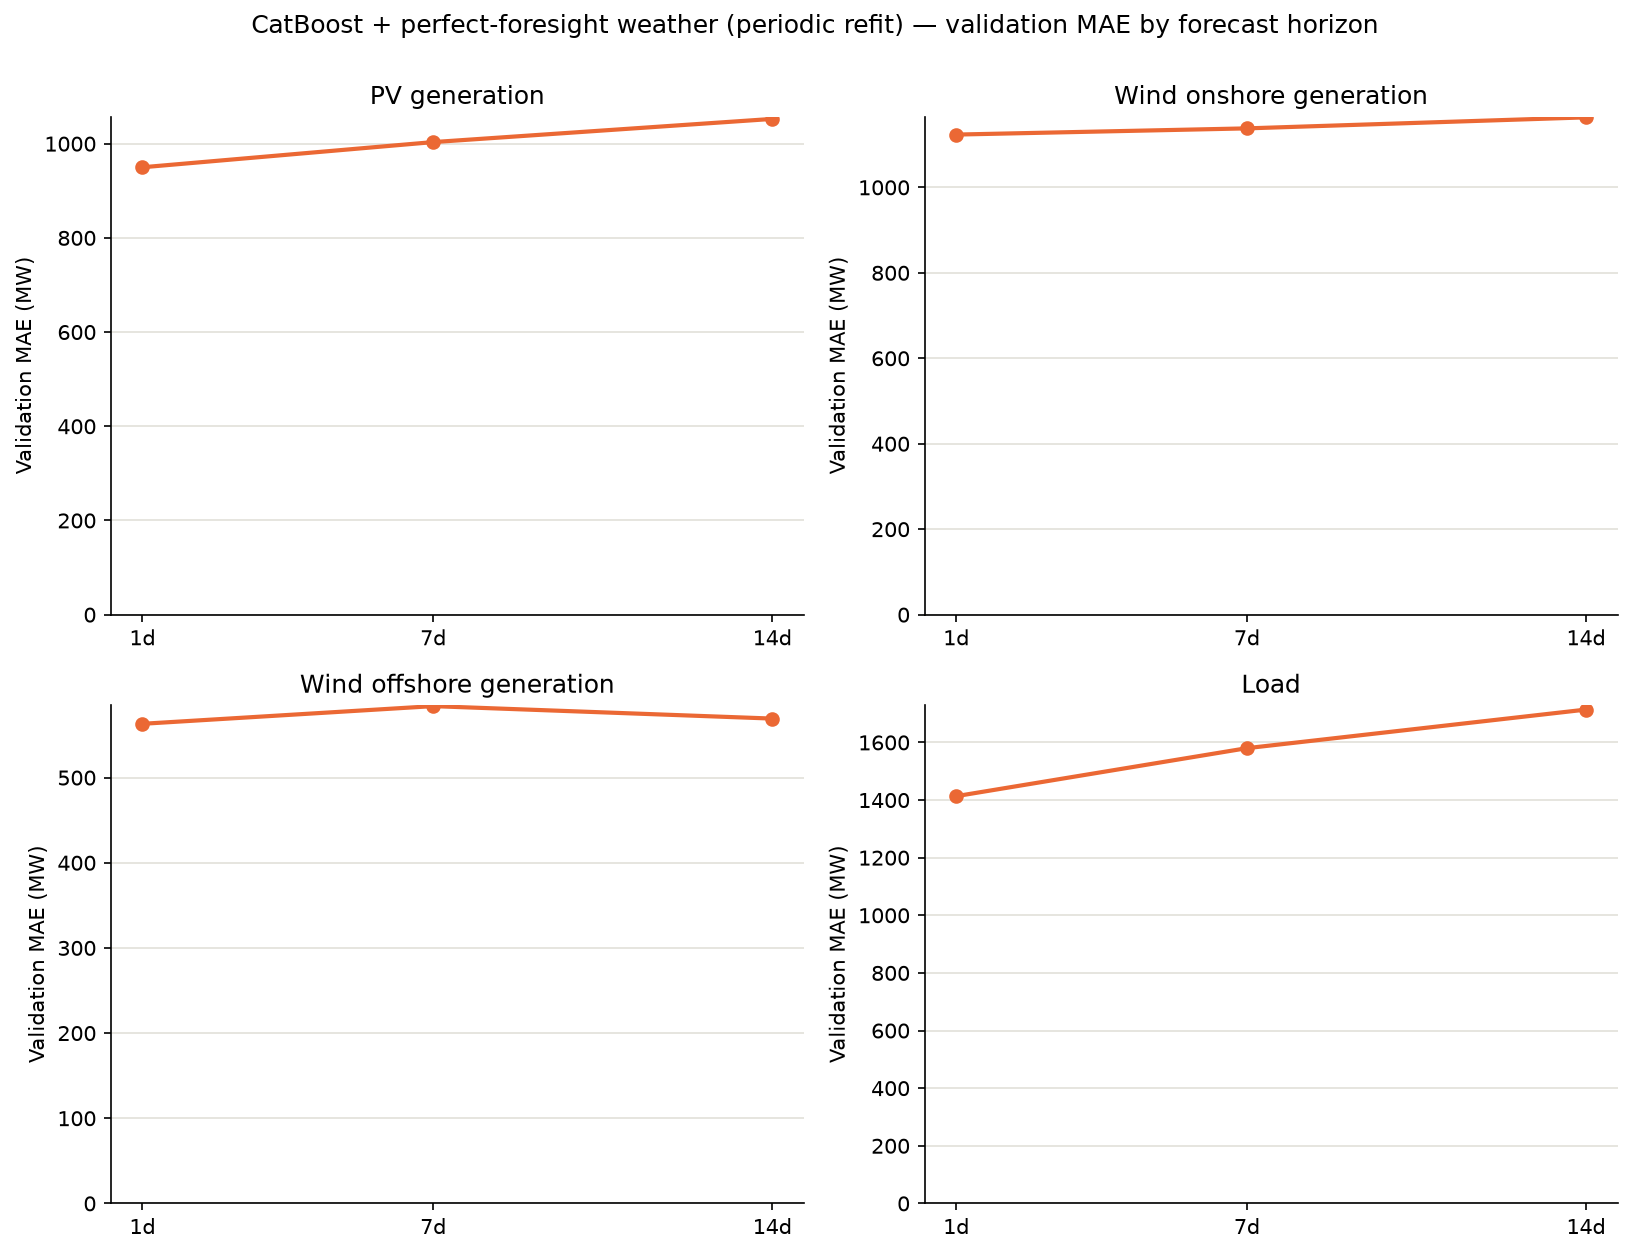 CatBoost + perfect-foresight weather (periodic refit) — validation MAE by forecast horizon
PV generation
Validation MAE (MW)
1000
800
600
400
200
0
1d 7d 14d
Wind onshore generation
Validation MAE (MW)
1000
800
600
400
200
0
1d 7d 14d
Wind offshore generation
Validation MAE (MW)
500
400
300
200
100
0
1d 7d 14d
Load
Validation MAE (MW)
1600
1400
1200
1000
800
600
400
200
0
1d 7d 14d